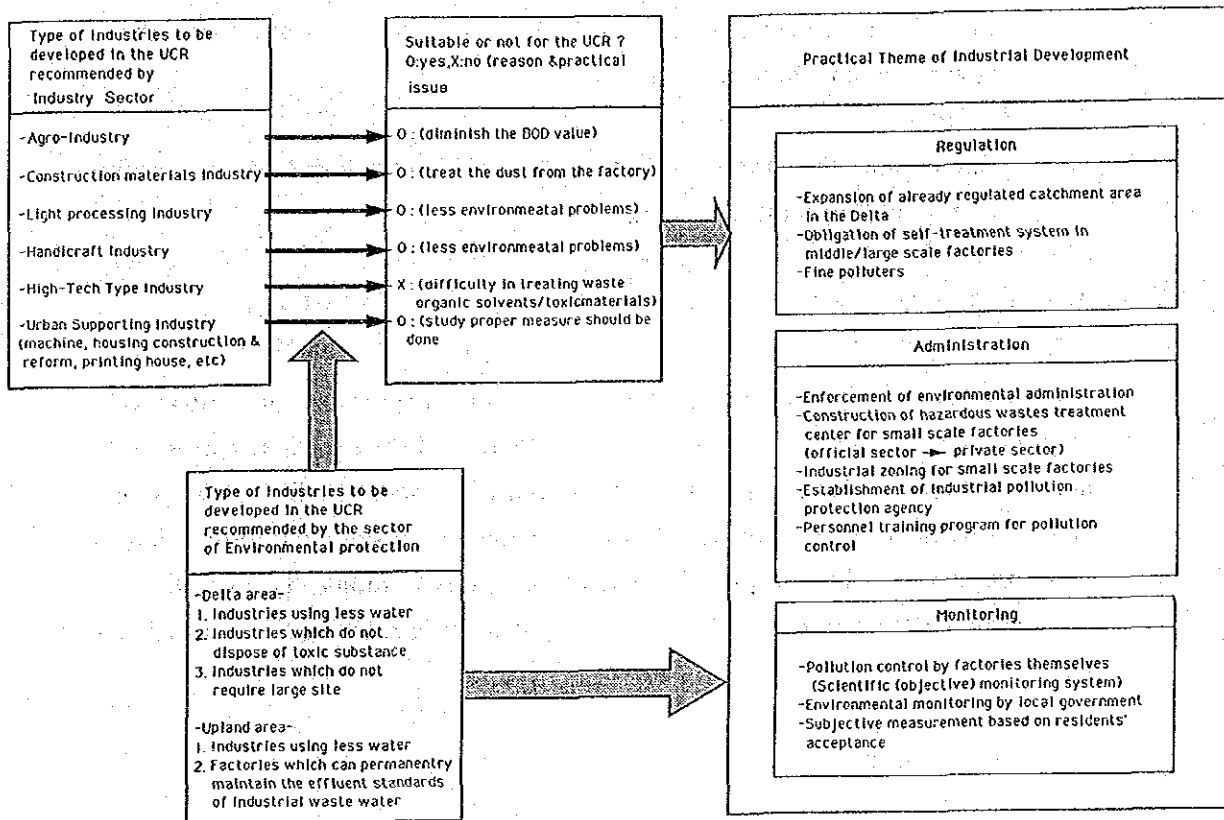 Type of Industries to be
developed in the UCR
recommended by
Industry Sector
-Agro-Industry
-Construction materials Industry
-Light processing Industry
-Handicraft Industry
-High-Tech Type Industry
-Urban Supporting Industry
(machine, housing construction &
reform, printing house, etc)
Suitable or not for the UCR ?
O:yes,X:no (reason &practical
issue
O : (diminish the BOD value)
O : (treat the dust from the factory)
O : (less environmeatal problems)
O : (less environmeatal problems)
X : (difficulty in treating waste
organic solvents/toxicmaterials)
O : (study proper measure should be
done
Type of Industries to be
developed in the UCR
recommended by the sector
of Environmental protection
-Delta area-
1. Industries using less water
2. Industries which do not
dispose of toxic substance
3. Industries which do not
require large site
-Upland area-
1. Industries using less water
2. Factories which can permanentry
maintain the effluent standards
of Industrial waste water
Practical Theme of Industrial Development
Regulation
-Expansion of already regulated catchment area
in the Delta
-Obligation of self-treatment system in
middle/large scale factories
-Fine polluters
Administration
-Enforcement of environmental administration
-Construction of hazardous wastes treatment
center for small scale factories
(official sector → private sector)
-Industrial zoning for small scale factories
-Establishment of industrial pollution
protection agency
-Personnel training program for pollution
control
Monitoring
-Pollution control by factories themselves
(Scientific (objective) monitoring system)
-Environmental monitoring by local government
-Subjective measurement based on residents'
acceptance